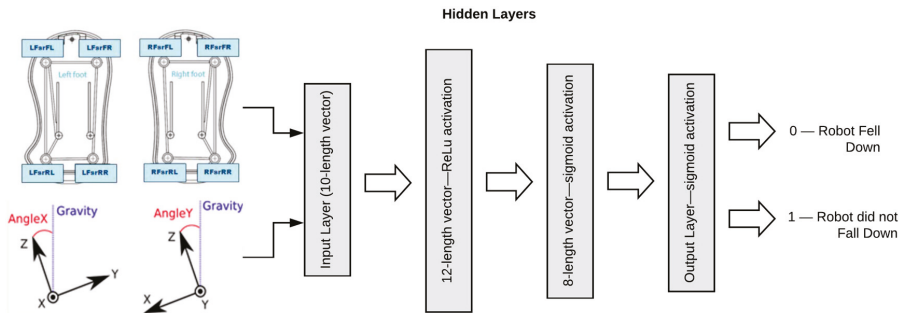 Hidden Layers
LFsrFL LFsrFR RFsrFL RFsrFR
Left foot Right foot
LFsrRL LFsrRR RFsrRL RFsrRR
AngleX Gravity Z Y X
AngleY Gravity Z X Y
Input Layer (10-length vector)
12-length vector—ReLu activation
8-length vector—sigmoid activation
Output Layer—sigmoid activation
0 — Robot Fell
Down
1 — Robot did not
Fall Down